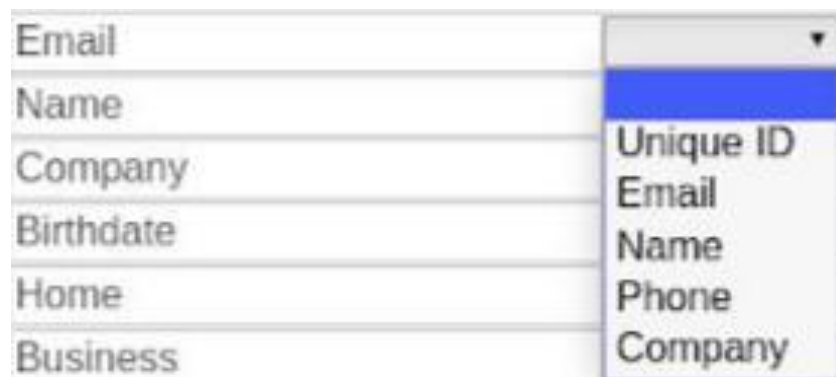 Email
Name
Company
Birthdate
Home
Business
Unique ID
Email
Name
Phone
Company